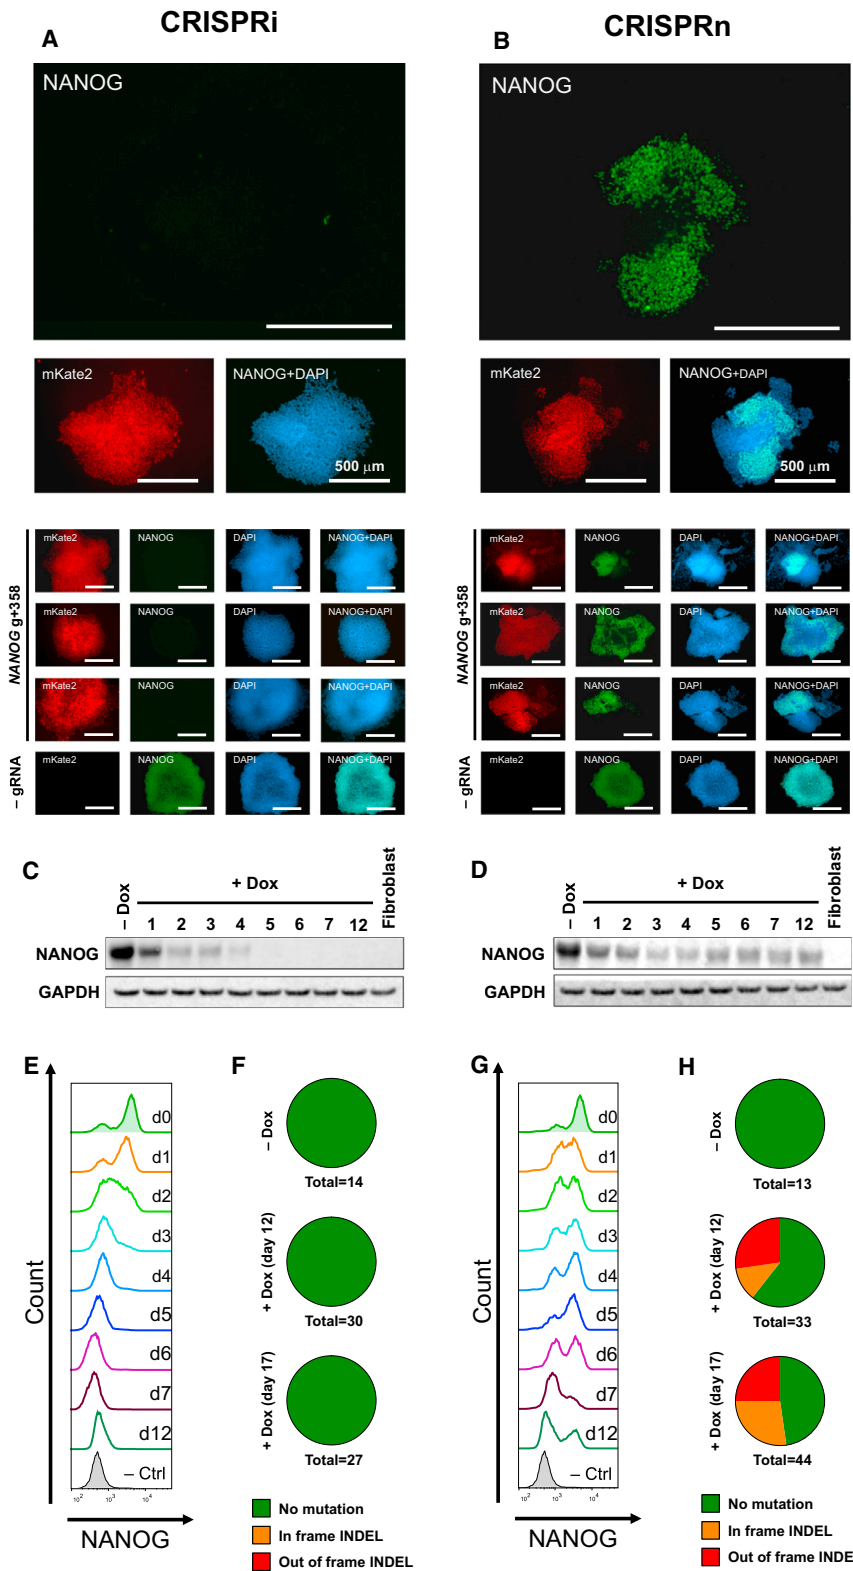 CRISPRi
CRISPRn
A
B
NANOG
NANOG
mKate2
NANOG+DAPI
500 μm
mKate2
NANOG+DAPI
500 μm
NANOG g+358
mKate2 NANOG DAPI NANOG+DAPI
mKate2 NANOG DAPI NANOG+DAPI
mKate2 NANOG DAPI NANOG+DAPI
– gRNA
mKate2 NANOG DAPI NANOG+DAPI
NANOG g+358
mKate2 NANOG DAPI NANOG+DAPI
mKate2 NANOG DAPI NANOG+DAPI
mKate2 NANOG DAPI NANOG+DAPI
– gRNA
mKate2 NANOG DAPI NANOG+DAPI
C
– Dox
+ Dox
Fibroblast
1 2 3 4 5 6 7 12
NANOG
GAPDH
D
– Dox
+ Dox
Fibroblast
1 2 3 4 5 6 7 12
NANOG
GAPDH
E
Count
d0
d1
d2
d3
d4
d5
d6
d7
d12
– Ctrl
10² 10³ 10⁴
NANOG
F
– Dox
Total=14
+ Dox (day 12)
Total=30
+ Dox (day 17)
Total=27
No mutation
In frame INDEL
Out of frame INDEL
G
Count
d0
d1
d2
d3
d4
d5
d6
d7
d12
– Ctrl
10² 10³ 10⁴
NANOG
H
– Dox
Total=13
+ Dox (day 12)
Total=33
+ Dox (day 17)
Total=44
No mutation
In frame INDEL
Out of frame INDE